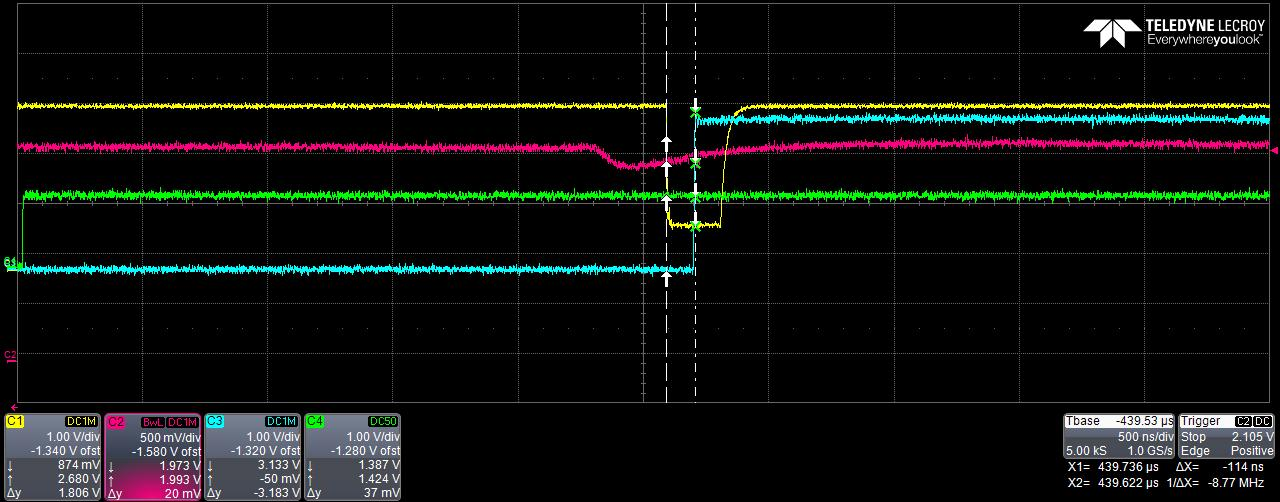 TELEDYNE LECROY
Everywhereyoulook™
C2
C1 DC1M
1.00 V/div
-1.340 V ofst
↓ 874 mV
↑ 2.680 V
Δy 1.806 V
C2 BwL DC1M
500 mV/div
-1.580 V ofst
↓ 1.973 V
↑ 1.993 V
Δy 20 mV
C3 DC1M
1.00 V/div
-1.320 V ofst
↓ 3.133 V
↑ -50 mV
Δy -3.183 V
C4 DC50
1.00 V/div
-1.280 V ofst
↓ 1.387 V
↑ 1.424 V
Δy 37 mV
Tbase -439.53 µs
500 ns/div
5.00 kS 1.0 GS/s
Trigger C2 DC
Stop 2.105 V
Edge Positive
X1= 439.736 µs ΔX= -114 ns
X2= 439.622 µs 1/ΔX= -8.77 MHz